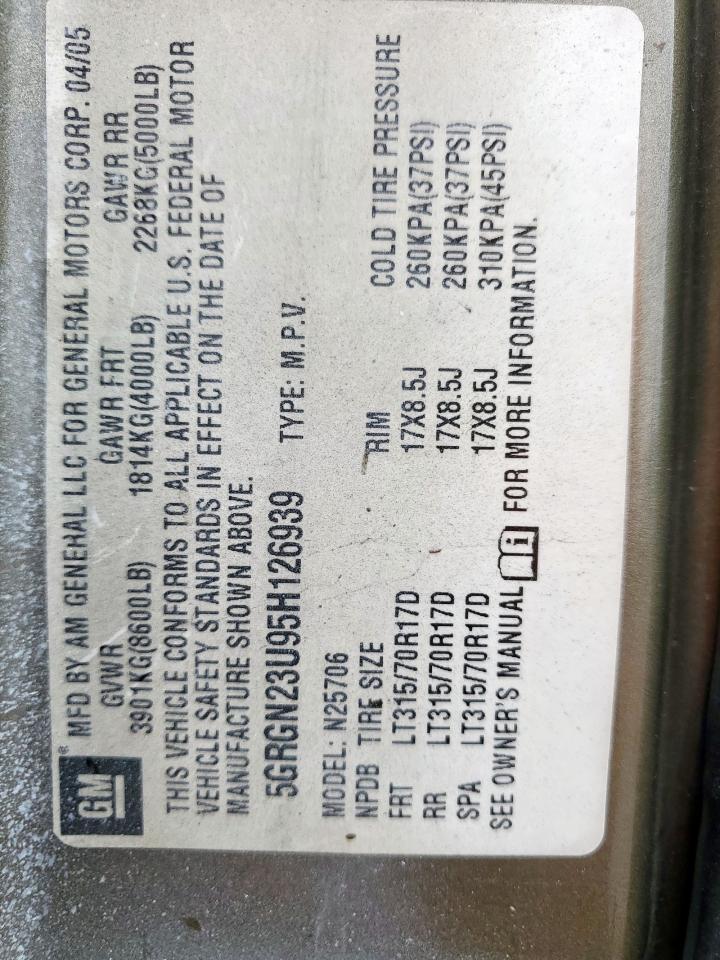 GM® MFD BY AM GENERAL LLC FOR GENERAL MOTORS CORP. 04/05
GVWR GAWR FRT GAWR RR
3901KG(8600LB) 1814KG(4000LB) 2268KG(5000LB)
THIS VEHICLE CONFORMS TO ALL APPLICABLE U.S. FEDERAL MOTOR
VEHICLE SAFETY STANDARDS IN EFFECT ON THE DATE OF
MANUFACTURE SHOWN ABOVE.
5GRGN23U95H126939 TYPE: M.P.V.
MODEL: N25706
NPDB TIRE SIZE RIM COLD TIRE PRESSURE
FRT LT315/70R17D 17X8.5J 260KPA(37PSI)
RR LT315/70R17D 17X8.5J 260KPA(37PSI)
SPA LT315/70R17D 17X8.5J 310KPA(45PSI)
SEE OWNER'S MANUAL i FOR MORE INFORMATION.